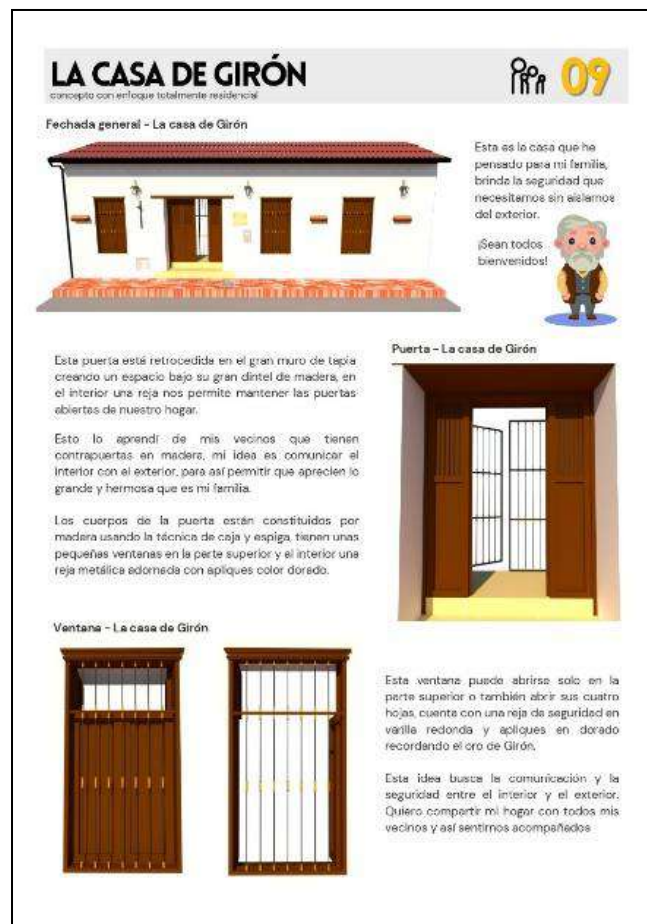 LA CASA DE GIRÓN
concepto con enfoque totalmente residencial
09
Fechada general - La casa de Girón
Esta es la casa que he
pensado para mi familia,
brinda la seguridad que
necesitamos sin aislarnos
del exterior.
¡Sean todos
bienvenidos!
Esta puerta está retrocedida en el gran muro de tapia
creando un espacio bajo su gran dintel de madera, en
el interior una reja nos permite mantener las puertas
abiertas de nuestro hogar.
Esto lo aprendí de mis vecinos que tienen
contrapuertas en madera, mi idea es comunicar el
interior con el exterior, para así permitir que aprecien lo
grande y hermosa que es mi familia.
Los cuerpos de la puerta están constituidos por
madera usando la técnica de caja y espiga, tienen unas
pequeñas ventanas en la parte superior y al interior una
reja metálica adornada con apliques color dorado.
Puerta - La casa de Girón
Ventana - La casa de Girón
Esta ventana puede abrirse solo en la
parte superior o también abrir sus cuatro
hojas, cuenta con una reja de seguridad en
varilla redonda y apliques en dorado
recordando el oro de Girón.
Esta idea busca la comunicación y la
seguridad entre el interior y el exterior.
Quiero compartir mi hogar con todos mis
vecinos y así sentirnos acompañados